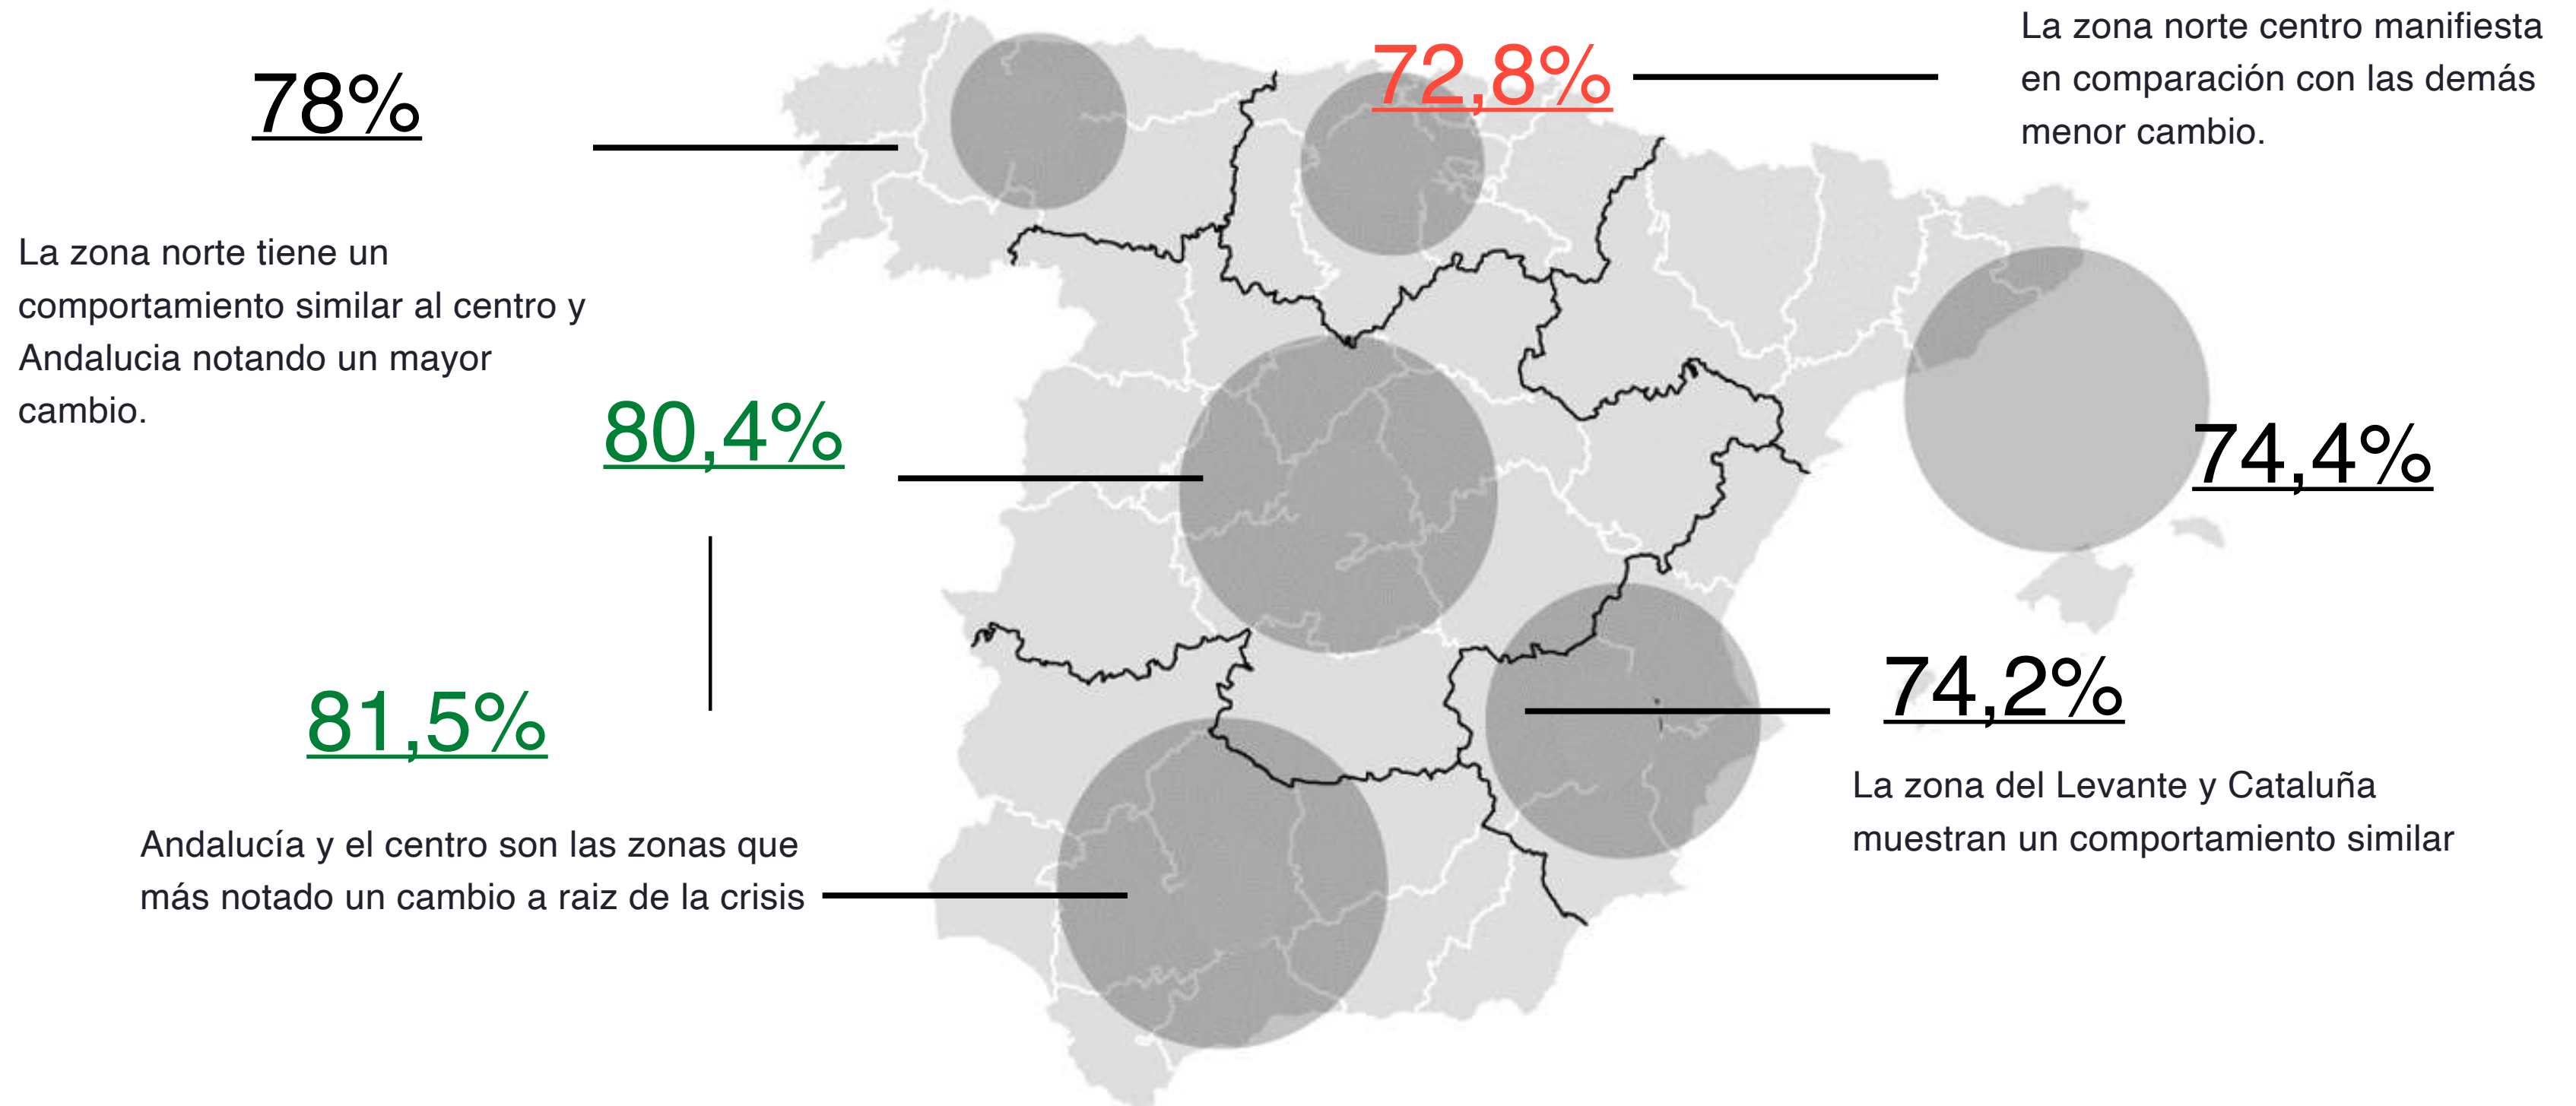 78%
La zona norte tiene un
comportamiento similar al centro y
Andalucia notando un mayor
cambio.
72,8%
La zona norte centro manifiesta
en comparación con las demás
menor cambio.
80,4%
74,4%
81,5%
Andalucía y el centro son las zonas que
más notado un cambio a raiz de la crisis
74,2%
La zona del Levante y Cataluña
muestran un comportamiento similar